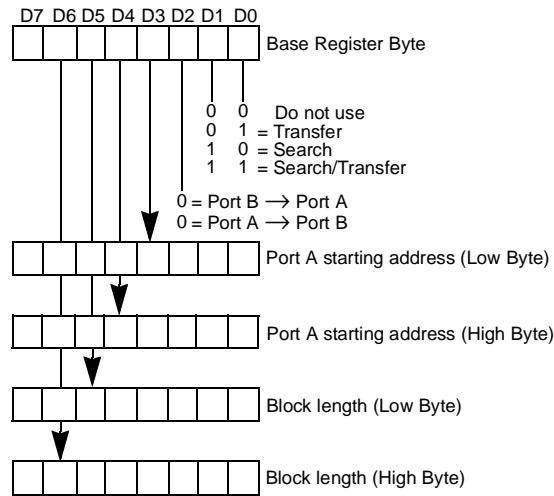 D7 D6 D5 D4 D3 D2 D1 D0
Base Register Byte
0 0 Do not use
0 1 = Transfer
1 0 = Search
1 1 = Search/Transfer
0 = Port B → Port A
0 = Port A → Port B
Port A starting address (Low Byte)
Port A starting address (High Byte)
Block length (Low Byte)
Block length (High Byte)